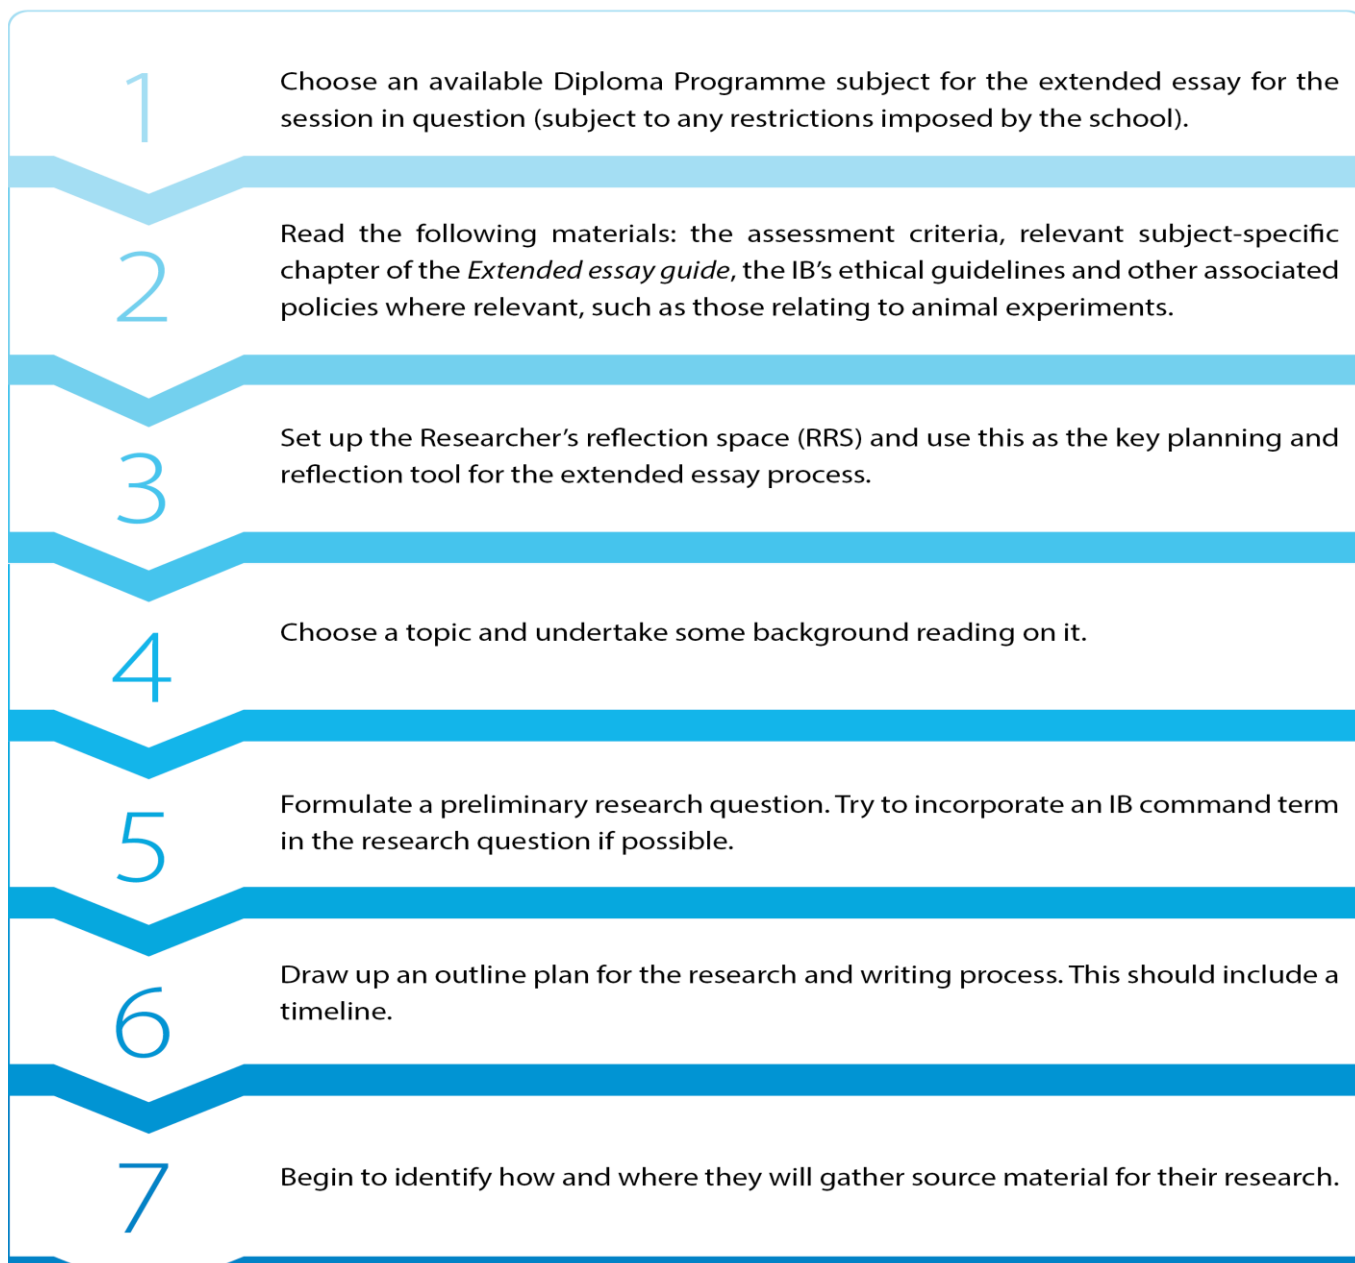 1
Choose an available Diploma Programme subject for the extended essay for the
session in question (subject to any restrictions imposed by the school).
2
Read the following materials: the assessment criteria, relevant subject-specific
chapter of the Extended essay guide, the IB’s ethical guidelines and other associated
policies where relevant, such as those relating to animal experiments.
3
Set up the Researcher’s reflection space (RRS) and use this as the key planning and
reflection tool for the extended essay process.
4
Choose a topic and undertake some background reading on it.
5
Formulate a preliminary research question. Try to incorporate an IB command term
in the research question if possible.
6
Draw up an outline plan for the research and writing process. This should include a
timeline.
7
Begin to identify how and where they will gather source material for their research.